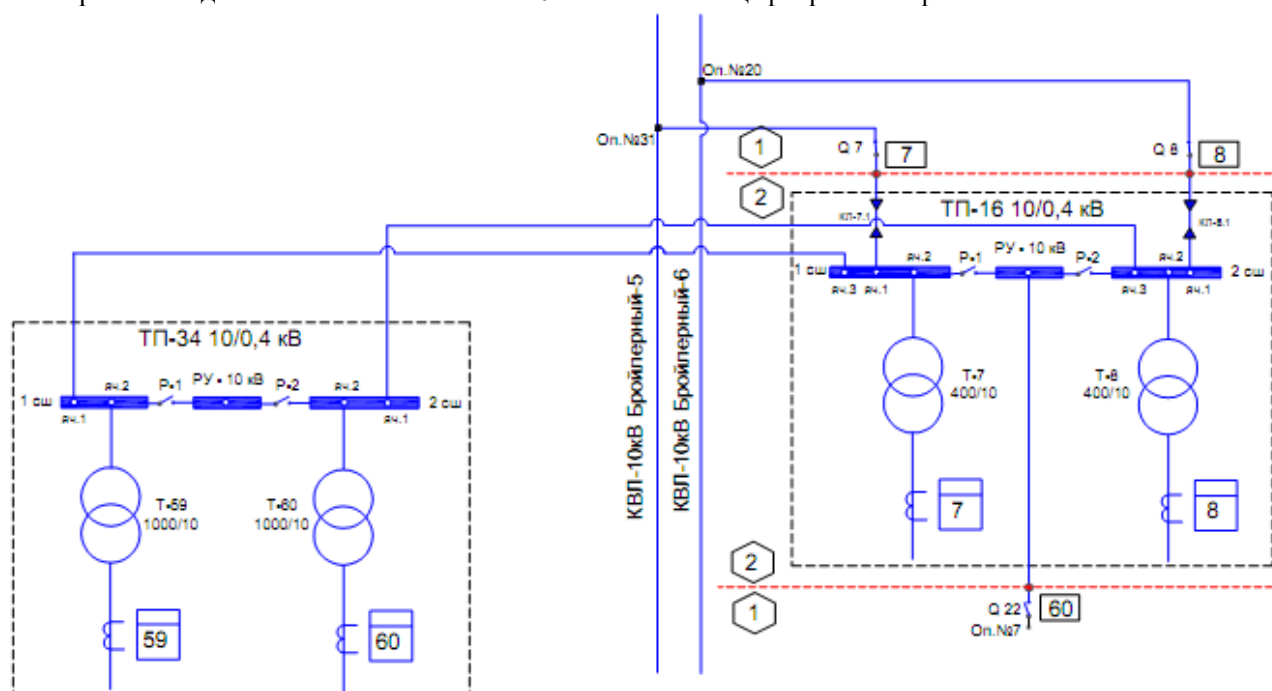 Оп.№20
Оп.№31
1
Q 7
7
Q 8
8
2
ТП-16 10/0,4 кВ
КЛ-7.1
КЛ-8.1
1 сш
яч.2
Р-1
РУ - 10 кВ
Р-2
яч.2
2 сш
яч.3
яч.1
яч.3
яч.1
КВЛ-10кВ Бройлерный-5
КВЛ-10кВ Бройлерный-6
Т-7
400/10
Т-8
400/10
7
8
ТП-34 10/0,4 кВ
1 сш
яч.2
Р-1
РУ - 10 кВ
Р-2
яч.2
2 сш
яч.1
яч.1
Т-59
1000/10
Т-60
1000/10
59
60
2
1
Q 22
60
Оп.№7